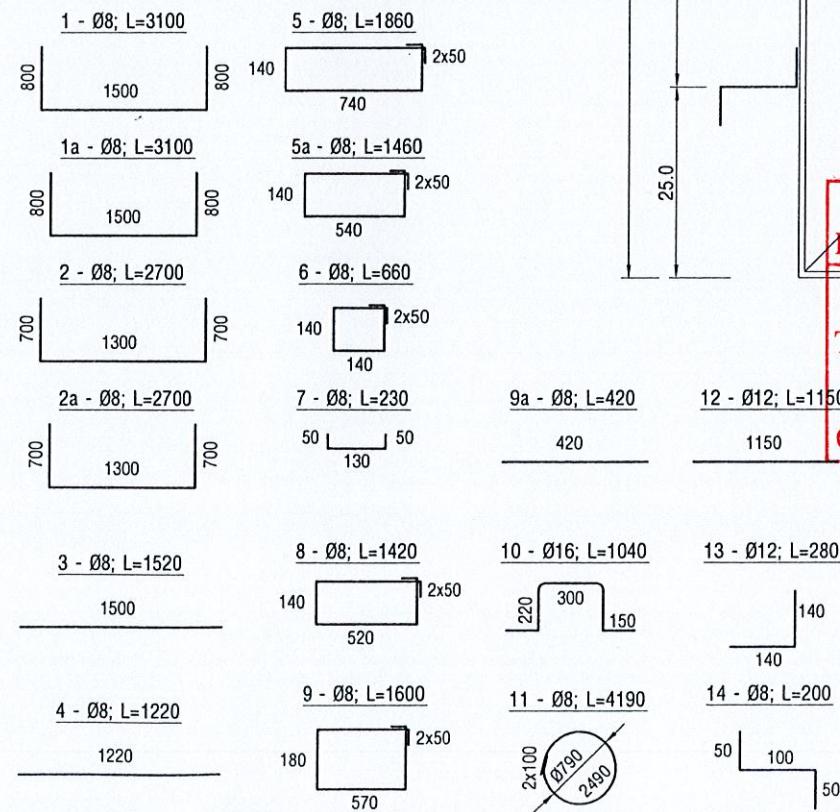 1 - Ø8; L=3100
800
1500
800
1a - Ø8; L=3100
800
1500
800
2 - Ø8; L=2700
700
1300
700
2a - Ø8; L=2700
700
1300
700
3 - Ø8; L=1520
1500
4 - Ø8; L=1220
1220
5 - Ø8; L=1860
140
2x50
740
5a - Ø8; L=1460
140
2x50
540
6 - Ø8; L=660
140
2x50
140
7 - Ø8; L=230
50
50
130
8 - Ø8; L=1420
140
2x50
520
9 - Ø8; L=1600
180
2x50
570
25.0
9a - Ø8; L=420
420
10 - Ø16; L=1040
220
300
150
11 - Ø8; L=4190
2x100
Ø790
2490
12 - Ø12; L=1150
1150
13 - Ø12; L=280
140
140
14 - Ø8; L=200
50
100
50